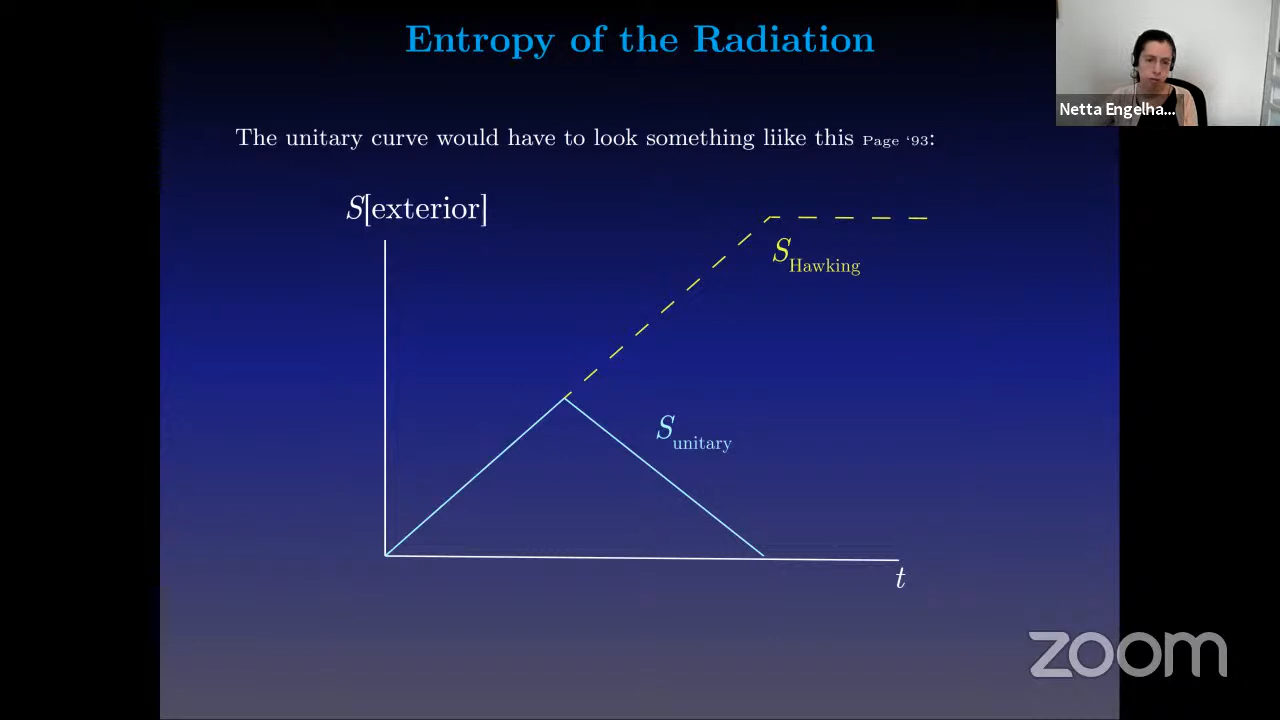 Entropy of the Radiation
Netta Engelha...
The unitary curve would have to look something liike this Page ‘93:
S[exterior]
S_Hawking
S_unitary
t
zoom